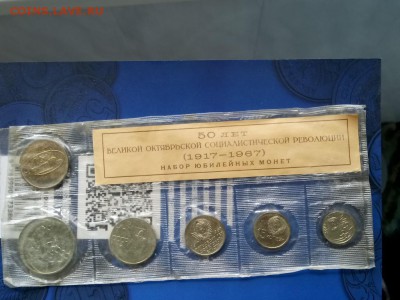 50 ЛЕТ
ВЕЛИКОЙ ОКТЯБРЬСКОЙ СОЦИАЛИСТИЧЕСКОЙ РЕВОЛЮЦИИ
(1917—1967)
НАБОР ЮБИЛЕЙНЫХ МОНЕТ